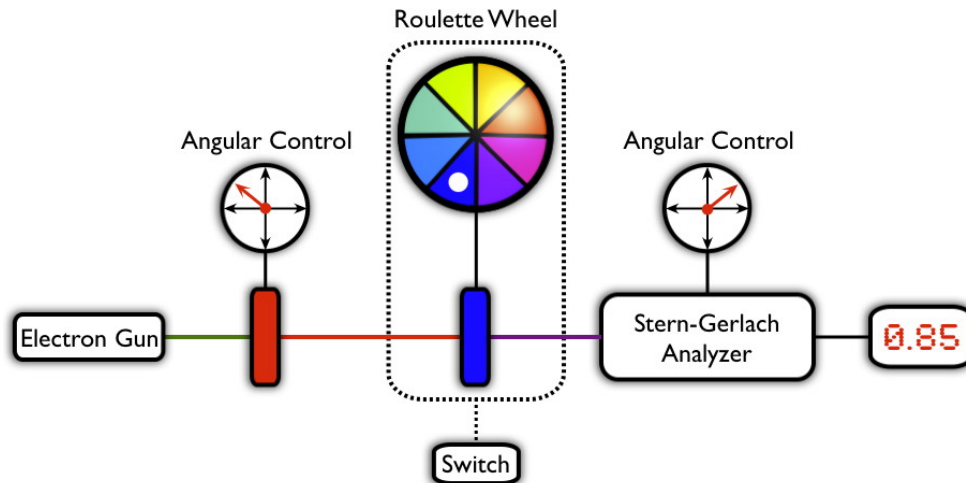 Roulette Wheel
Angular Control
Angular Control
Electron Gun
Stern-Gerlach
Analyzer
0.85
Switch